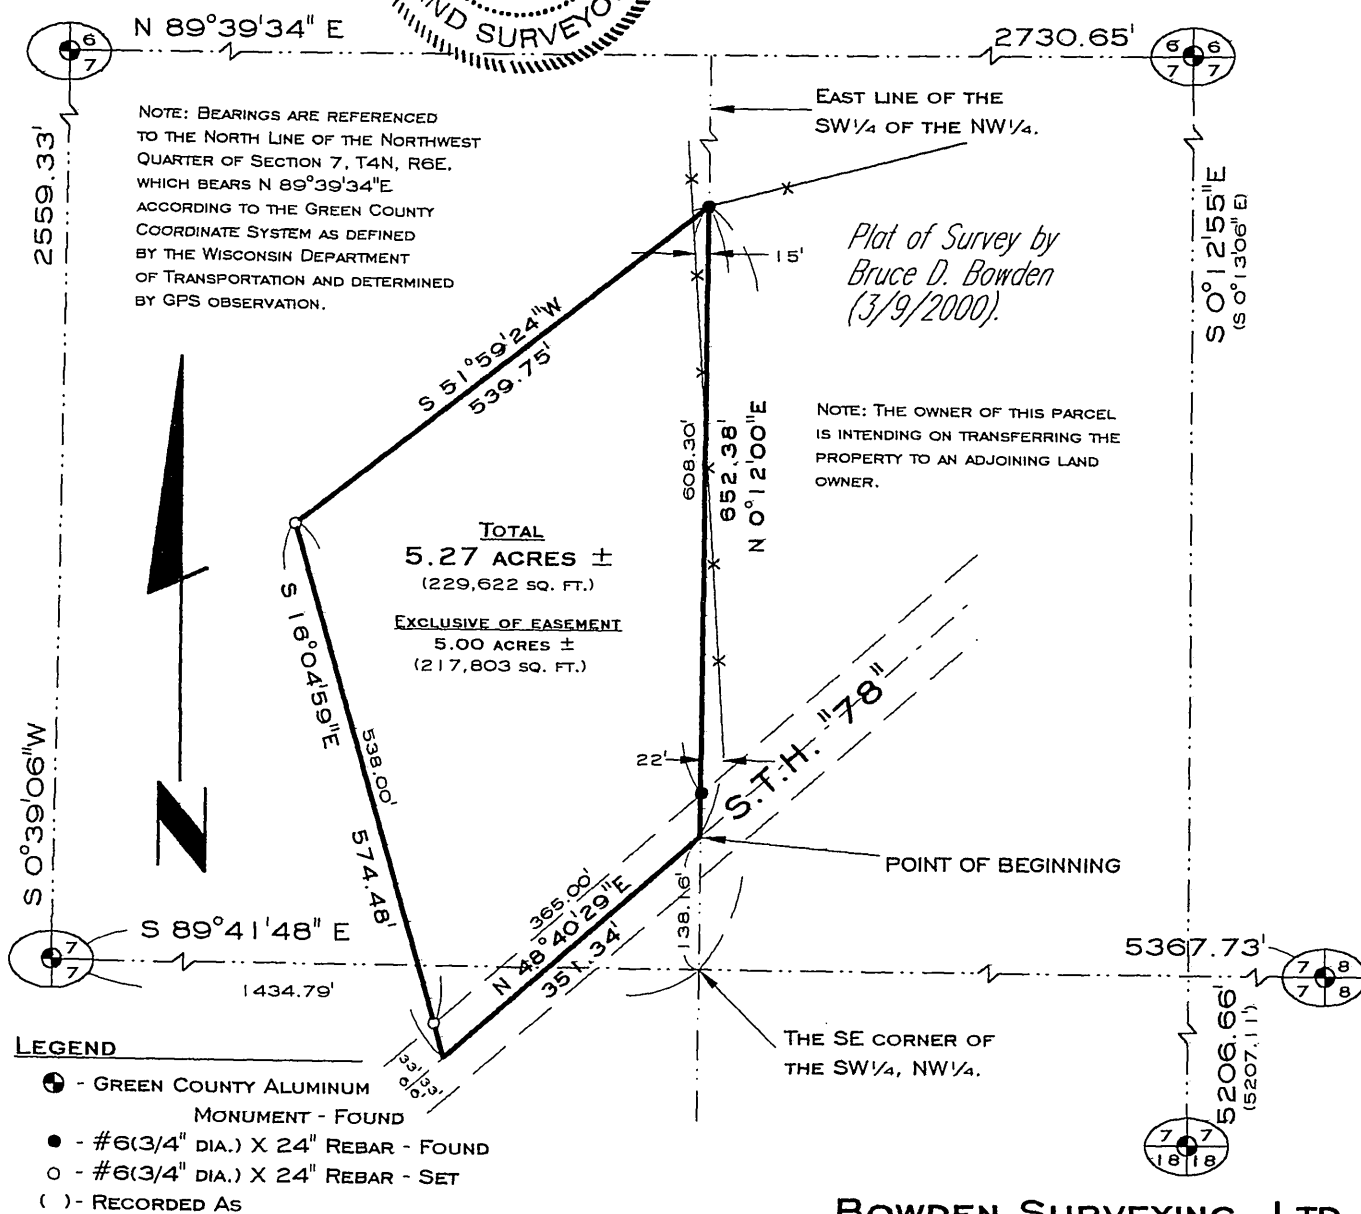 ND SURVEYO
N 89°39'34" E
2730.65'
6
7
6 6
7 7
2559.33'
NOTE: BEARINGS ARE REFERENCED
TO THE NORTH LINE OF THE NORTHWEST
QUARTER OF SECTION 7, T4N, R6E,
WHICH BEARS N 89°39'34"E
ACCORDING TO THE GREEN COUNTY
COORDINATE SYSTEM AS DEFINED
BY THE WISCONSIN DEPARTMENT
OF TRANSPORTATION AND DETERMINED
BY GPS OBSERVATION.
EAST LINE OF THE
SW¼ OF THE NW¼.
S 0°12'55"E
(S 0°13'06" E)
15'
Plat of Survey by
Bruce D. Bowden
(3/9/2000).
S 51°59'24"W
539.75'
608.30'
652.38'
N 0°12'00"E
NOTE: THE OWNER OF THIS PARCEL
IS INTENDING ON TRANSFERRING THE
PROPERTY TO AN ADJOINING LAND
OWNER.
TOTAL
5.27 ACRES ±
(229,622 SQ. FT.)
EXCLUSIVE OF EASEMENT
5.00 ACRES ±
(217,803 SQ. FT.)
S 16°04'59"E
538.00'
574.48'
N
S 0°39'06"W
22'
S.T.H. "78"
POINT OF BEGINNING
138.16'
365.00'
N 48°40'29"E
351.34'
S 89°41'48" E
7
7
1434.79'
5367.73'
7 8
7 8
5206.66'
(5207.11')
THE SE CORNER OF
THE SW¼, NW¼.
33' 33'
66'
7 7
18 18
LEGEND
- GREEN COUNTY ALUMINUM
MONUMENT - FOUND
- #6(3/4" DIA.) X 24" REBAR - FOUND
- #6(3/4" DIA.) X 24" REBAR - SET
( ) - RECORDED AS
BOWDEN SURVEYING, LTD.